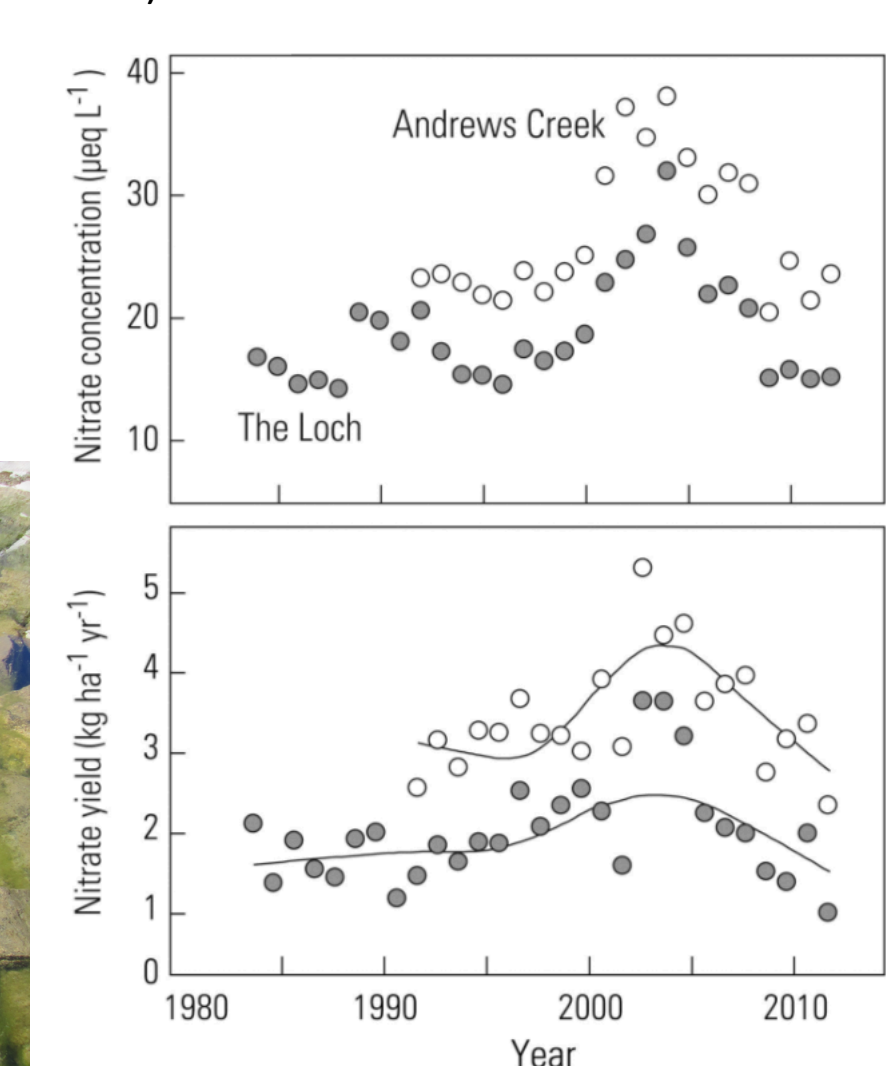 Nitrate concentration (µeq L-1 )
40
30
20
10
Andrews Creek
The Loch
Nitrate yield (kg ha-1 yr-1)
5
4
3
2
1
0
1980
1990
2000
2010
Year